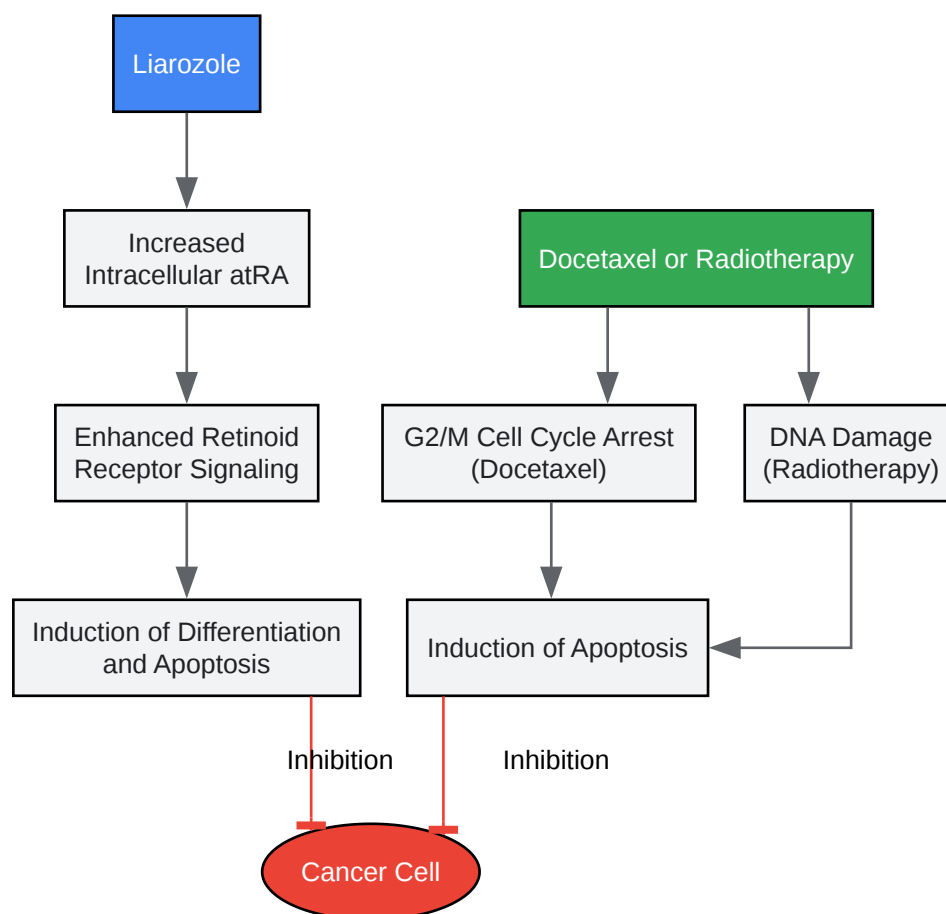 Liarozole
Increased
Intracellular atRA
Docetaxel or Radiotherapy
Enhanced Retinoid
Receptor Signaling
G2/M Cell Cycle Arrest
(Docetaxel)
DNA Damage
(Radiotherapy)
Induction of Differentiation
and Apoptosis
Induction of Apoptosis
Inhibition
Inhibition
Cancer Cell